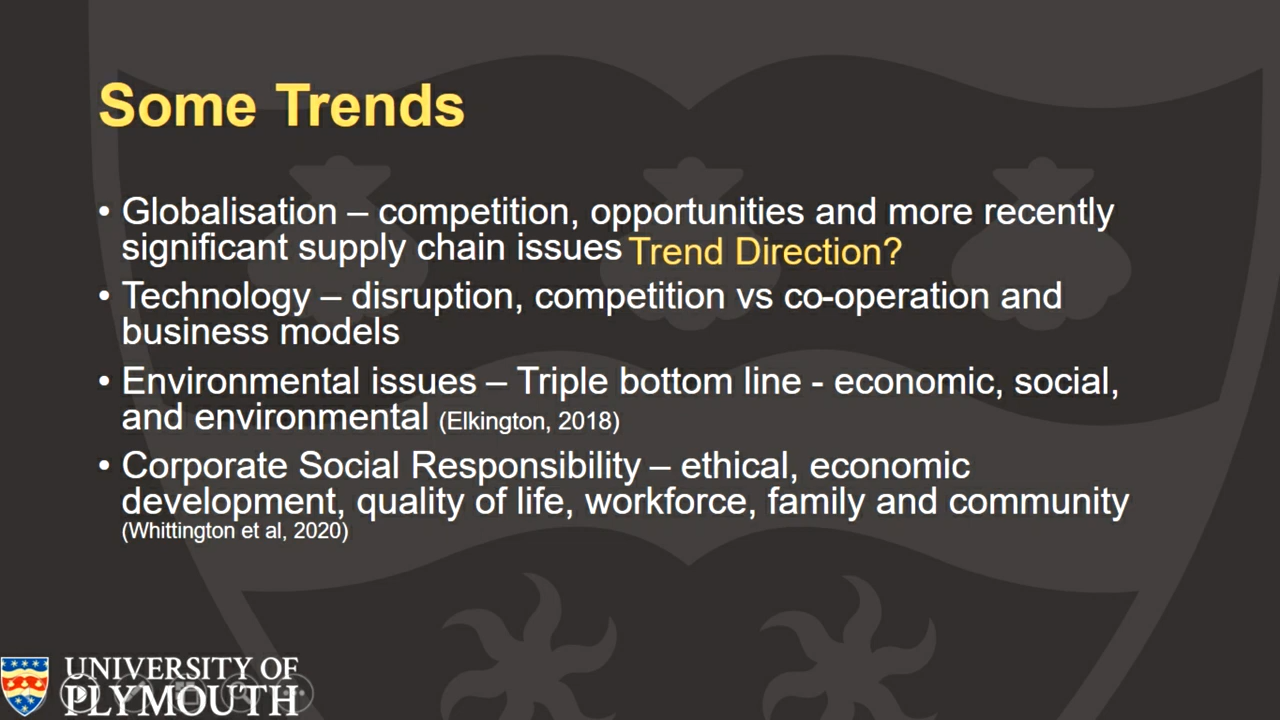 Some Trends
• Globalisation – competition, opportunities and more recently
significant supply chain issues Trend Direction?
• Technology – disruption, competition vs co-operation and
business models
• Environmental issues – Triple bottom line - economic, social,
and environmental (Elkington, 2018)
• Corporate Social Responsibility – ethical, economic
development, quality of life, workforce, family and community
(Whittington et al, 2020)
UNIVERSITY OF
PLYMOUTH